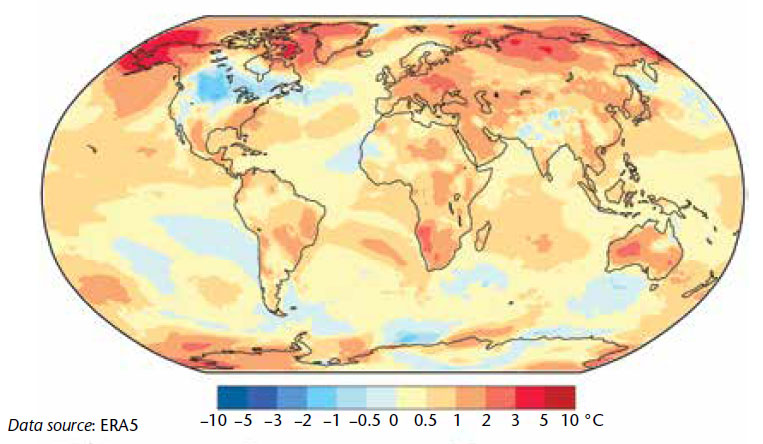 –10 –5 –3 –2 –1 –0.5 0 0.5 1 2 3 5 10 °C
Data source: ERA5